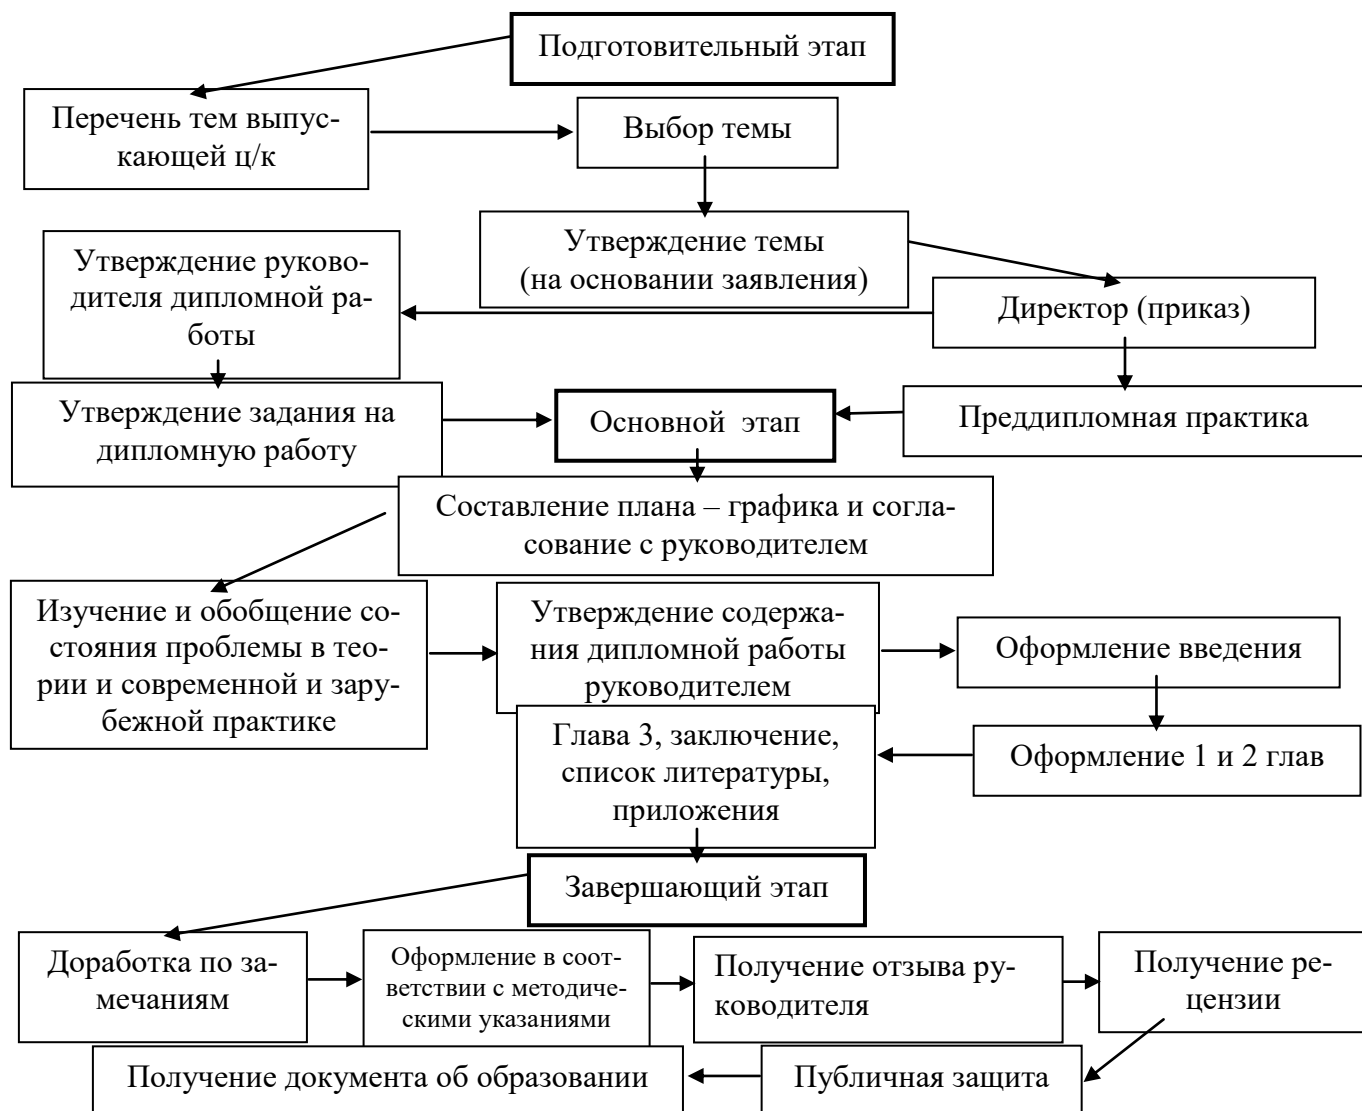 Подготовительный этап
Перечень тем выпус-
кающей ц/к
Выбор темы
Утверждение темы
(на основании заявления)
Утверждение руково-
дителя дипломной ра-
боты
Директор (приказ)
Утверждение задания на
дипломную работу
Основной  этап
Преддипломная практика
Составление плана – графика и согла-
сование с руководителем
Изучение и обобщение со-
стояния проблемы в тео-
рии и современной и зару-
бежной практике
Утверждение содержа-
ния дипломной работы
руководителем
Оформление введения
Глава 3, заключение,
список литературы,
приложения
Оформление 1 и 2 глав
Завершающий этап
Доработка по за-
мечаниям
Оформление в соот-
ветствии с методиче-
скими указаниями
Получение отзыва ру-
ководителя
Получение ре-
цензии
Получение документа об образовании
Публичная защита